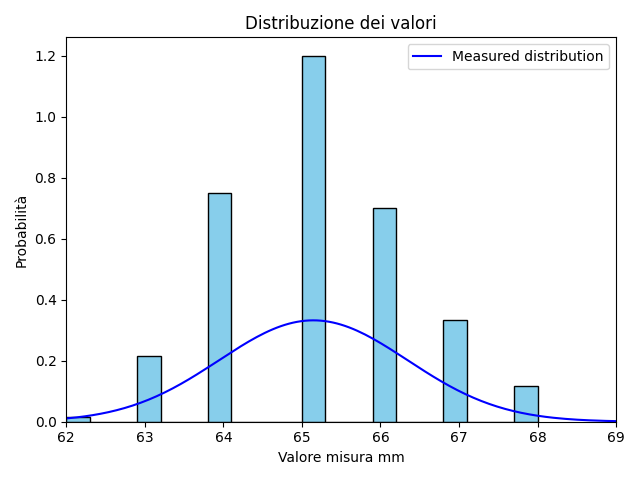 Distribuzione dei valori
Measured distribution
1.2
1.0
0.8
0.6
0.4
0.2
0.0
Probabilità
62 63 64 65 66 67 68 69
Valore misura mm